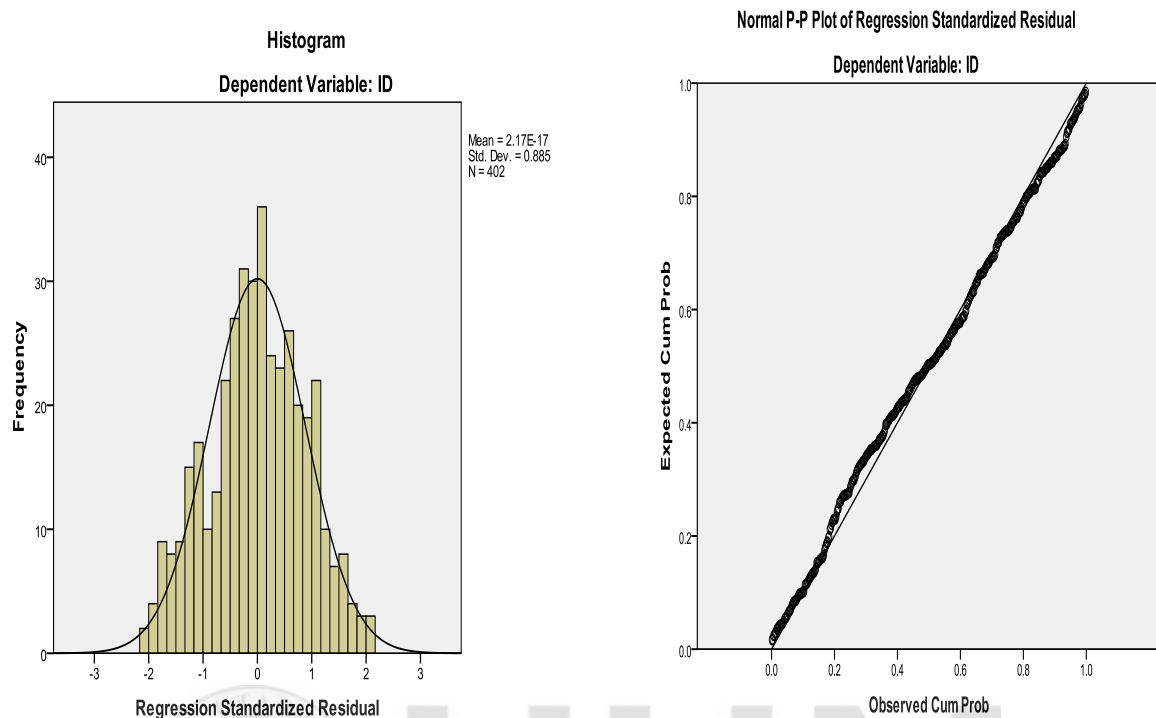 Histogram
Dependent Variable: ID
Mean = 2.17E-17
Std. Dev. = 0.885
N = 402
Frequency
40
30
20
10
0
-3 -2 -1 0 1 2 3
Regression Standardized Residual
Normal P-P Plot of Regression Standardized Residual
Dependent Variable: ID
Expected Cum Prob
1.0
0.8
0.6
0.4
0.2
0.0
0.0 0.2 0.4 0.6 0.8 1.0
Observed Cum Prob